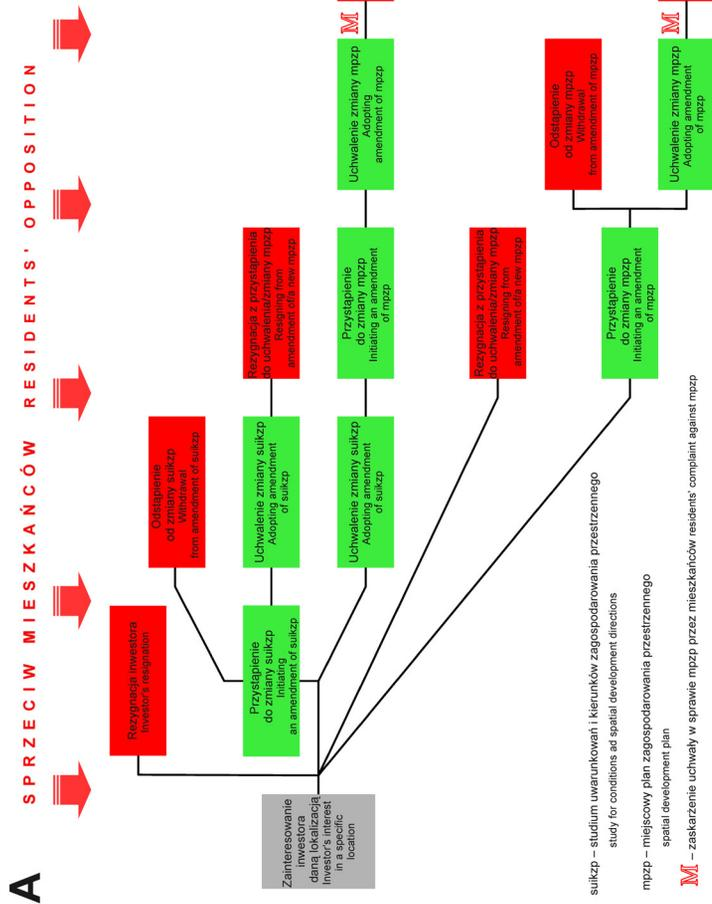 A
SPRZECIW MIESZKAŃCÓW RESIDENTS' OPPOSITION
Zainteresowanie
inwestora
daną lokalizacją
Investor's interest
in a specific
location
Rezygnacja inwestora
Investor's resignation
Przystąpienie
do zmiany suikzp
Initiating
an amendment of suikzp
Odstąpienie
od zmiany suikzp
Withdrawal
from amendment of suikzp
Uchwalenie zmiany suikzp
Adopting amendment
of suikzp
Uchwalenie zmiany suikzp
Adopting amendment
of suikzp
Rezygnacja z przystąpienia
do uchwalenia/zmiany mpzp
Resigning from
amendment of/a new mpzp
Przystąpienie
do zmiany mpzp
Initiating an amendment
of mpzp
Rezygnacja z przystąpienia
do uchwalenia/zmiany mpzp
Resigning from
amendment of/a new mpzp
Przystąpienie
do zmiany mpzp
Initiating an amendment
of mpzp
Uchwalenie zmiany mpzp
Adopting
amendment of mpzp
M
Odstąpienie
od zmiany mpzp
Withdrawal
from amendment of mpzp
Uchwalenie zmiany mpzp
Adopting amendment
of mpzp
M
suikzp – studium uwarunkowań i kierunków zagospodarowania przestrzennego
study for conditions ad spatial development directions
mpzp – miejscowy plan zagospodarowania przestrzennego
spatial development plan
M – zaskarżenie uchwały w sprawie mpzp przez mieszkańców residents' complaint against mpzp